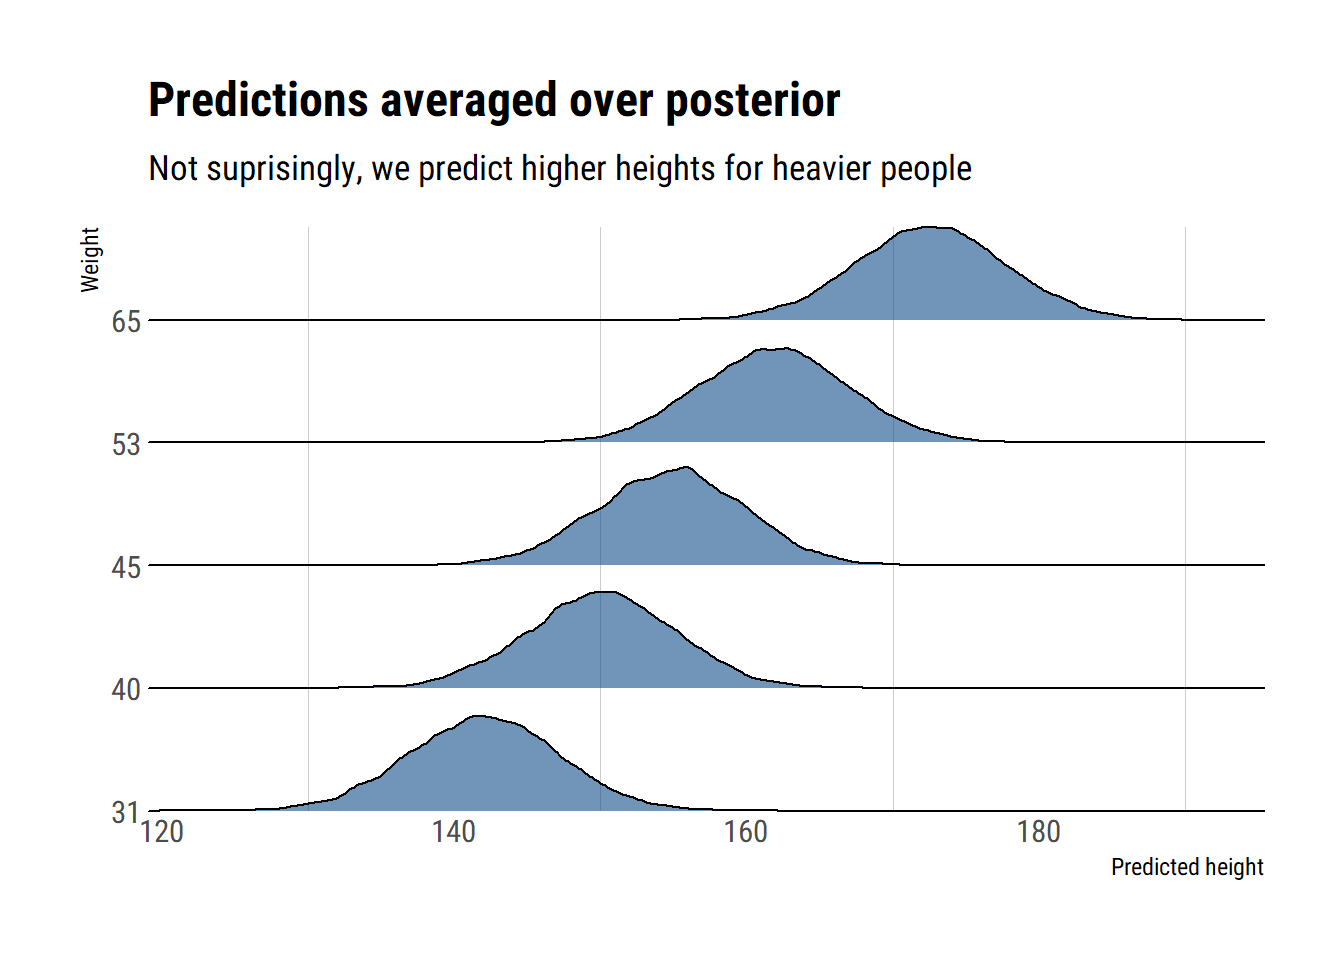 Predictions averaged over posterior
Not suprisingly, we predict higher heights for heavier people
Weight
65
53
45
40
31
120 140 160 180
Predicted height